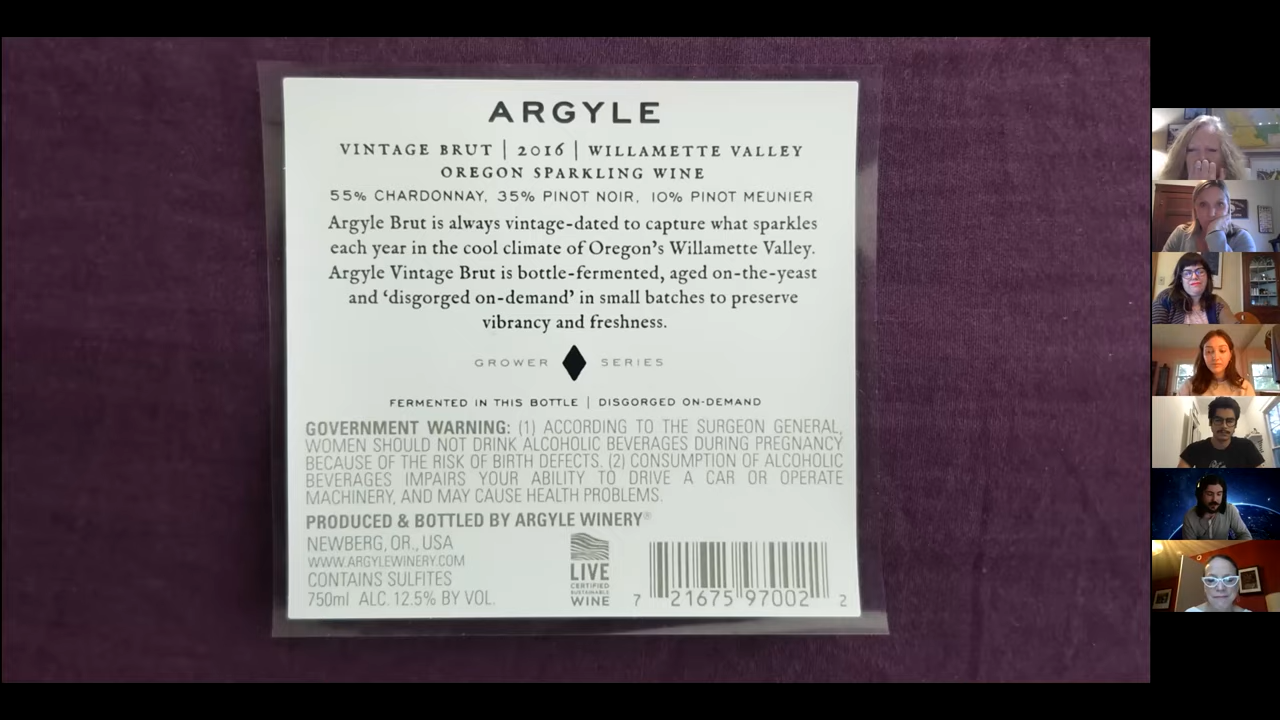 ARGYLE
VINTAGE BRUT | 2016 | WILLAMETTE VALLEY
OREGON SPARKLING WINE
55% CHARDONNAY, 35% PINOT NOIR, 10% PINOT MEUNIER
Argyle Brut is always vintage-dated to capture what sparkles
each year in the cool climate of Oregon's Willamette Valley.
Argyle Vintage Brut is bottle-fermented, aged on-the-yeast
and 'disgorged on-demand' in small batches to preserve
vibrancy and freshness.
GROWER SERIES
FERMENTED IN THIS BOTTLE | DISGORGED ON-DEMAND
GOVERNMENT WARNING: (1) ACCORDING TO THE SURGEON GENERAL,
WOMEN SHOULD NOT DRINK ALCOHOLIC BEVERAGES DURING PREGNANCY
BECAUSE OF THE RISK OF BIRTH DEFECTS. (2) CONSUMPTION OF ALCOHOLIC
BEVERAGES IMPAIRS YOUR ABILITY TO DRIVE A CAR OR OPERATE
MACHINERY, AND MAY CAUSE HEALTH PROBLEMS.
PRODUCED & BOTTLED BY ARGYLE WINERY®
NEWBERG, OR., USA
WWW.ARGYLEWINERY.COM
CONTAINS SULFITES
750ml ALC. 12.5% BY VOL.
LIVE
CERTIFIED
SUSTAINABLE
WINE
7 21675 97002 2